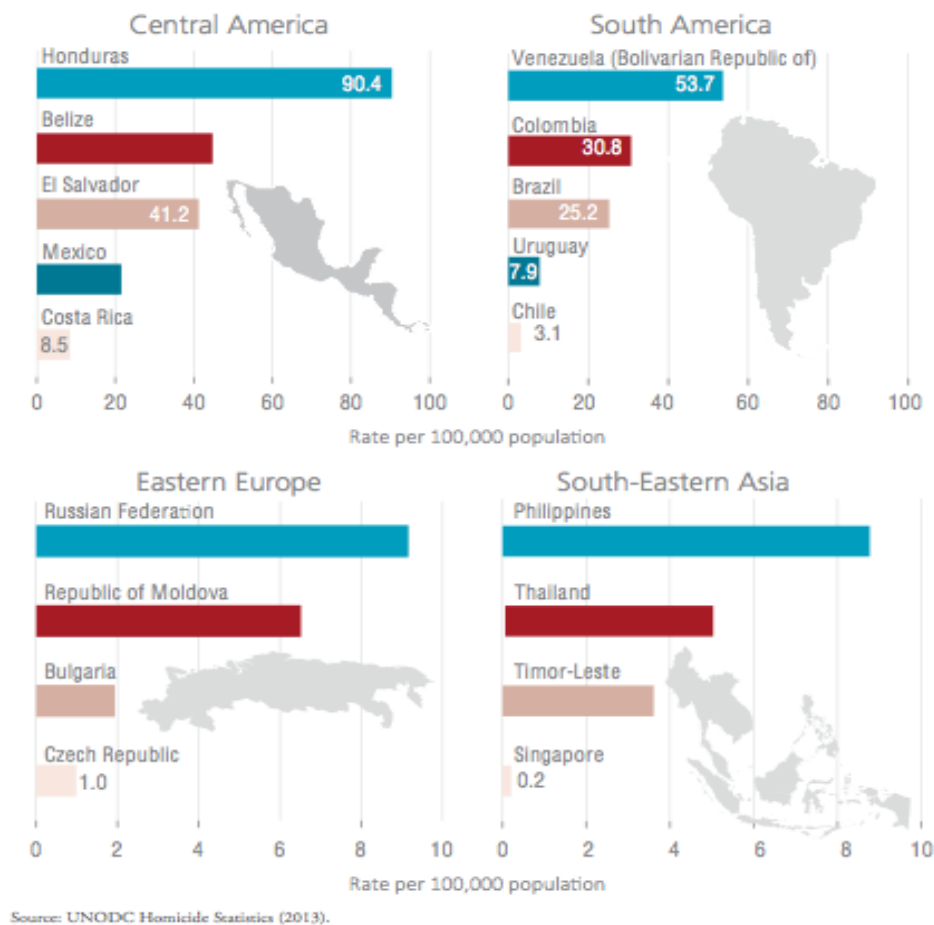 Central America
Honduras
90.4
Belize
El Salvador
41.2
Mexico
Costa Rica
8.5
0 20 40 60 80 100
South America
Venezuela (Bolivarian Republic of)
53.7
Colombia
30.8
Brazil
25.2
Uruguay
7.9
Chile
3.1
0 20 40 60 80 100
Rate per 100,000 population
Eastern Europe
Russian Federation
Republic of Moldova
Bulgaria
Czech Republic
1.0
0 2 4 6 8 10
South-Eastern Asia
Philippines
Thailand
Timor-Leste
Singapore
0.2
0 2 4 6 8 10
Rate per 100,000 population
Source: UNODC Homicide Statistics (2013).